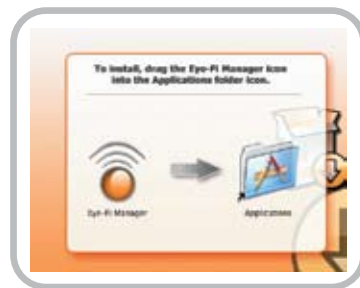 To install, drag the Eye-Fi Manager icon
into the Applications folder icon.
Eye-Fi Manager
Applications